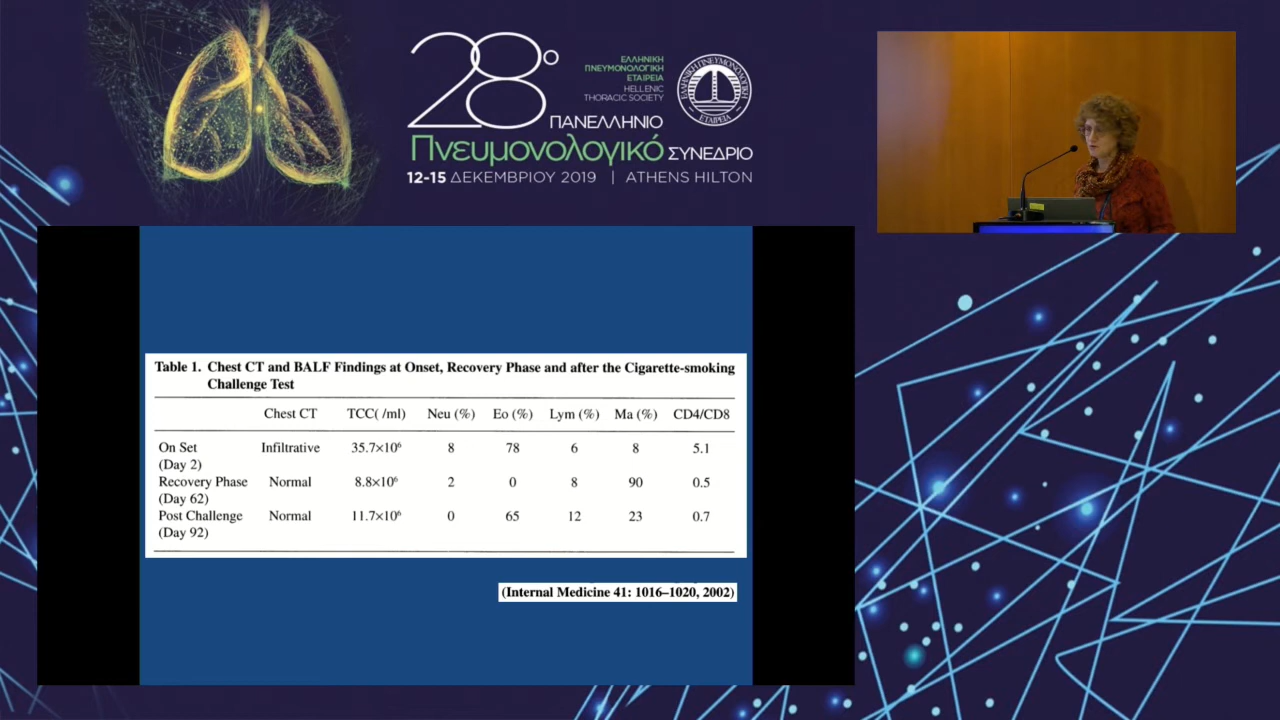 28ο
ΕΛΛΗΝΙΚΗ
ΠΝΕΥΜΟΝΟΛΟΓΙΚΗ
ΕΤΑΙΡΕΙΑ
HELLENIC
THORACIC SOCIETY
ΕΛΛΗΝΙΚΗ ΠΝΕΥΜΟΝΟΛΟΓΙΚΗ ΕΤΑΙΡΕΙΑ
ΠΑΝΕΛΛΗΝΙΟ
Πνευμονολογικό ΣΥΝΕΔΡΙΟ
12-15 ΔΕΚΕΜΒΡΙΟΥ 2019 | ATHENS HILTON
Table 1. Chest CT and BALF Findings at Onset, Recovery Phase and after the Cigarette-smoking
Challenge Test
Chest CT TCC( /ml) Neu (%) Eo (%) Lym (%) Ma (%) CD4/CD8
On Set Infiltrative 35.7×10⁶ 8 78 6 8 5.1
(Day 2)
Recovery Phase Normal 8.8×10⁶ 2 0 8 90 0.5
(Day 62)
Post Challenge Normal 11.7×10⁶ 0 65 12 23 0.7
(Day 92)
(Internal Medicine 41: 1016–1020, 2002)